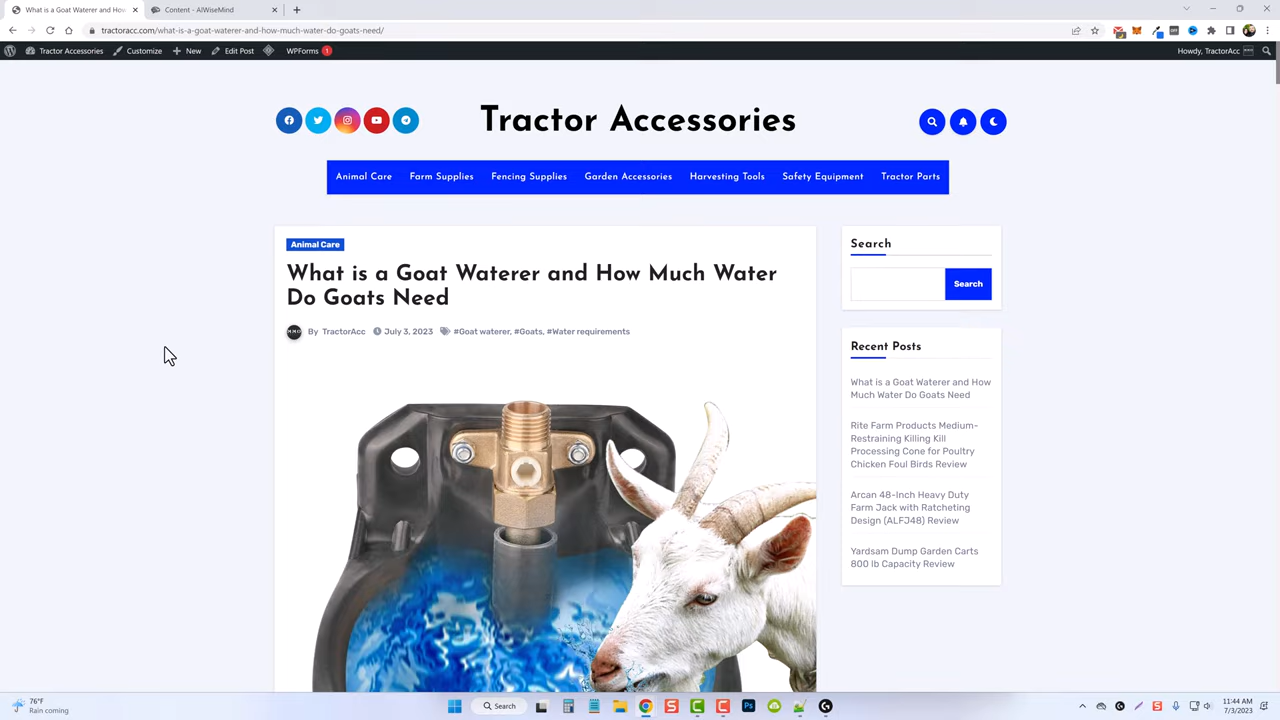 What is a Goat Waterer and How
Content - AIWiseMind
tractoracc.com/what-is-a-goat-waterer-and-how-much-water-do-goats-need/
Tractor Accessories
Customize
New
Edit Post
WPForms 1
Howdy, TractorAcc
Tractor Accessories
Animal Care
Farm Supplies
Fencing Supplies
Garden Accessories
Harvesting Tools
Safety Equipment
Tractor Parts
Animal Care
What is a Goat Waterer and How Much Water
Do Goats Need
By TractorAcc July 3, 2023 #Goat waterer, #Goats, #Water requirements
Search
Search
Recent Posts
What is a Goat Waterer and How
Much Water Do Goats Need
Rite Farm Products Medium-
Restraining Killing Kill
Processing Cone for Poultry
Chicken Foul Birds Review
Arcan 48-Inch Heavy Duty
Farm Jack with Ratcheting
Design (ALFJ48) Review
Yardsam Dump Garden Carts
800 lb Capacity Review
76°F
Rain coming
Search
11:44 AM
7/3/2023